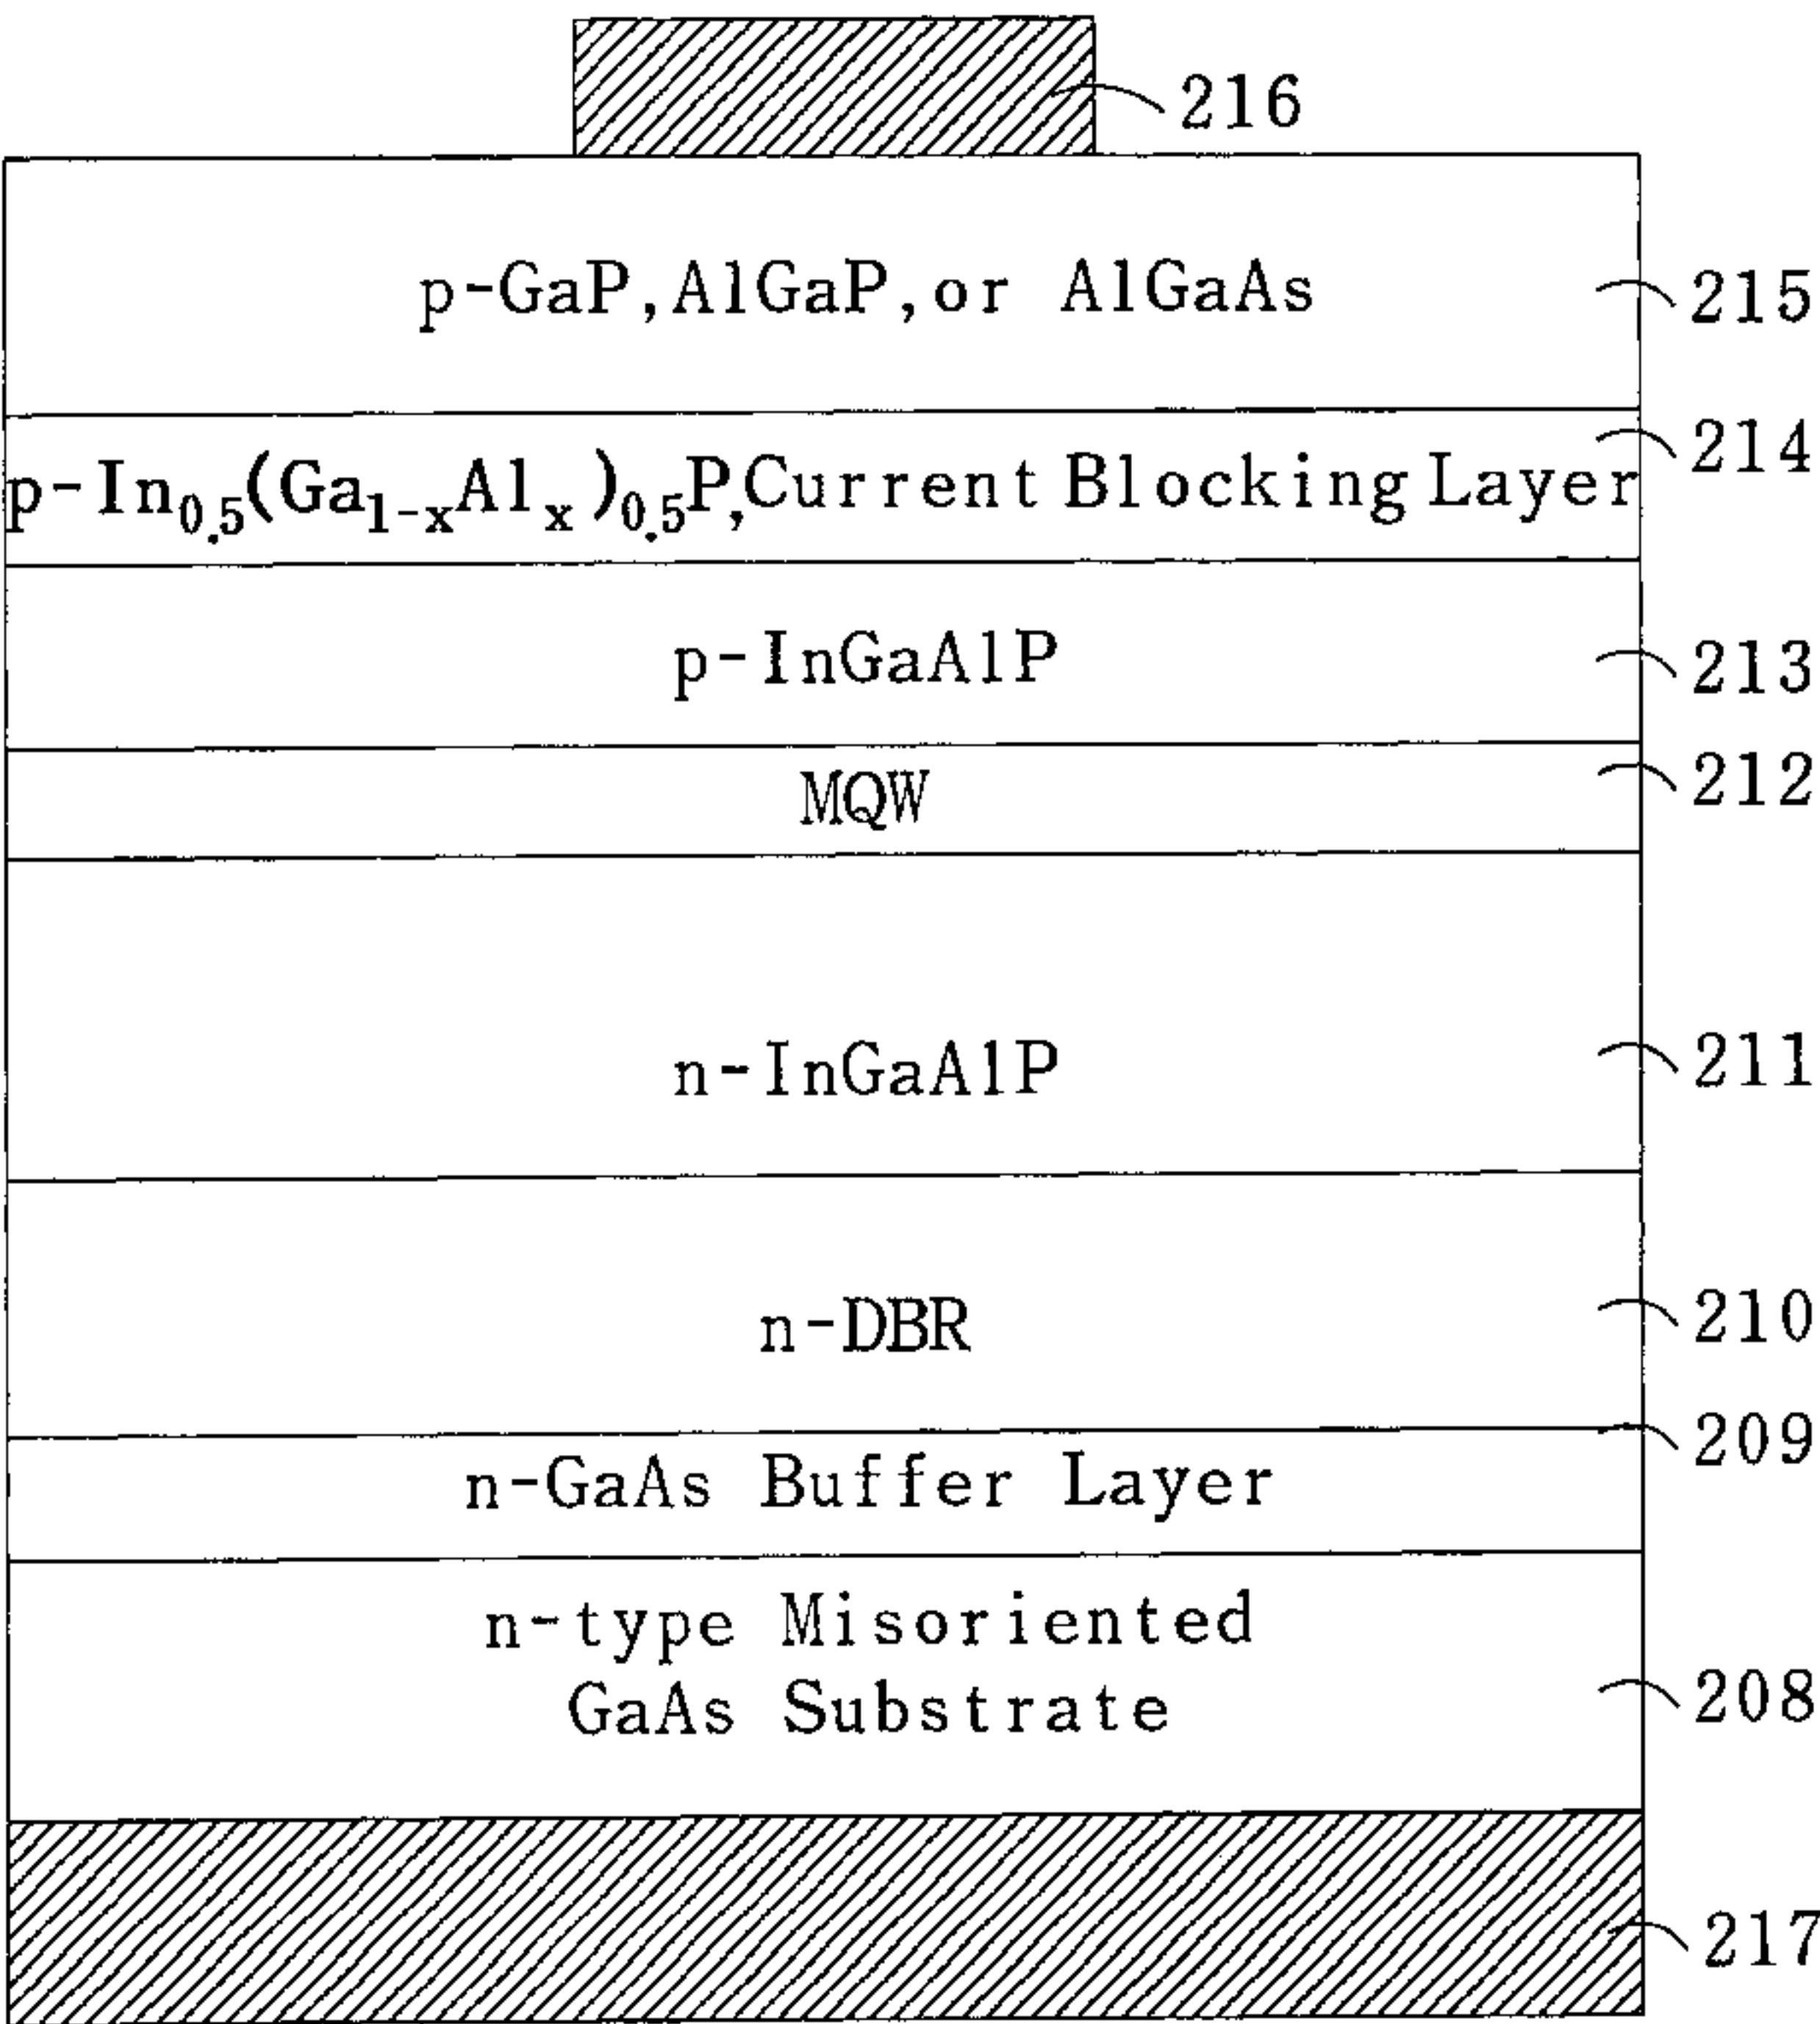 216
p-GaP,AlGaP,or AlGaAs
215
p-In0.5(Ga1-xAlx)0.5P,Current Blocking Layer
214
p-InGaAlP
213
MQW
212
n-InGaAlP
211
n-DBR
210
n-GaAs Buffer Layer
209
n-type Misoriented
GaAs Substrate
208
217